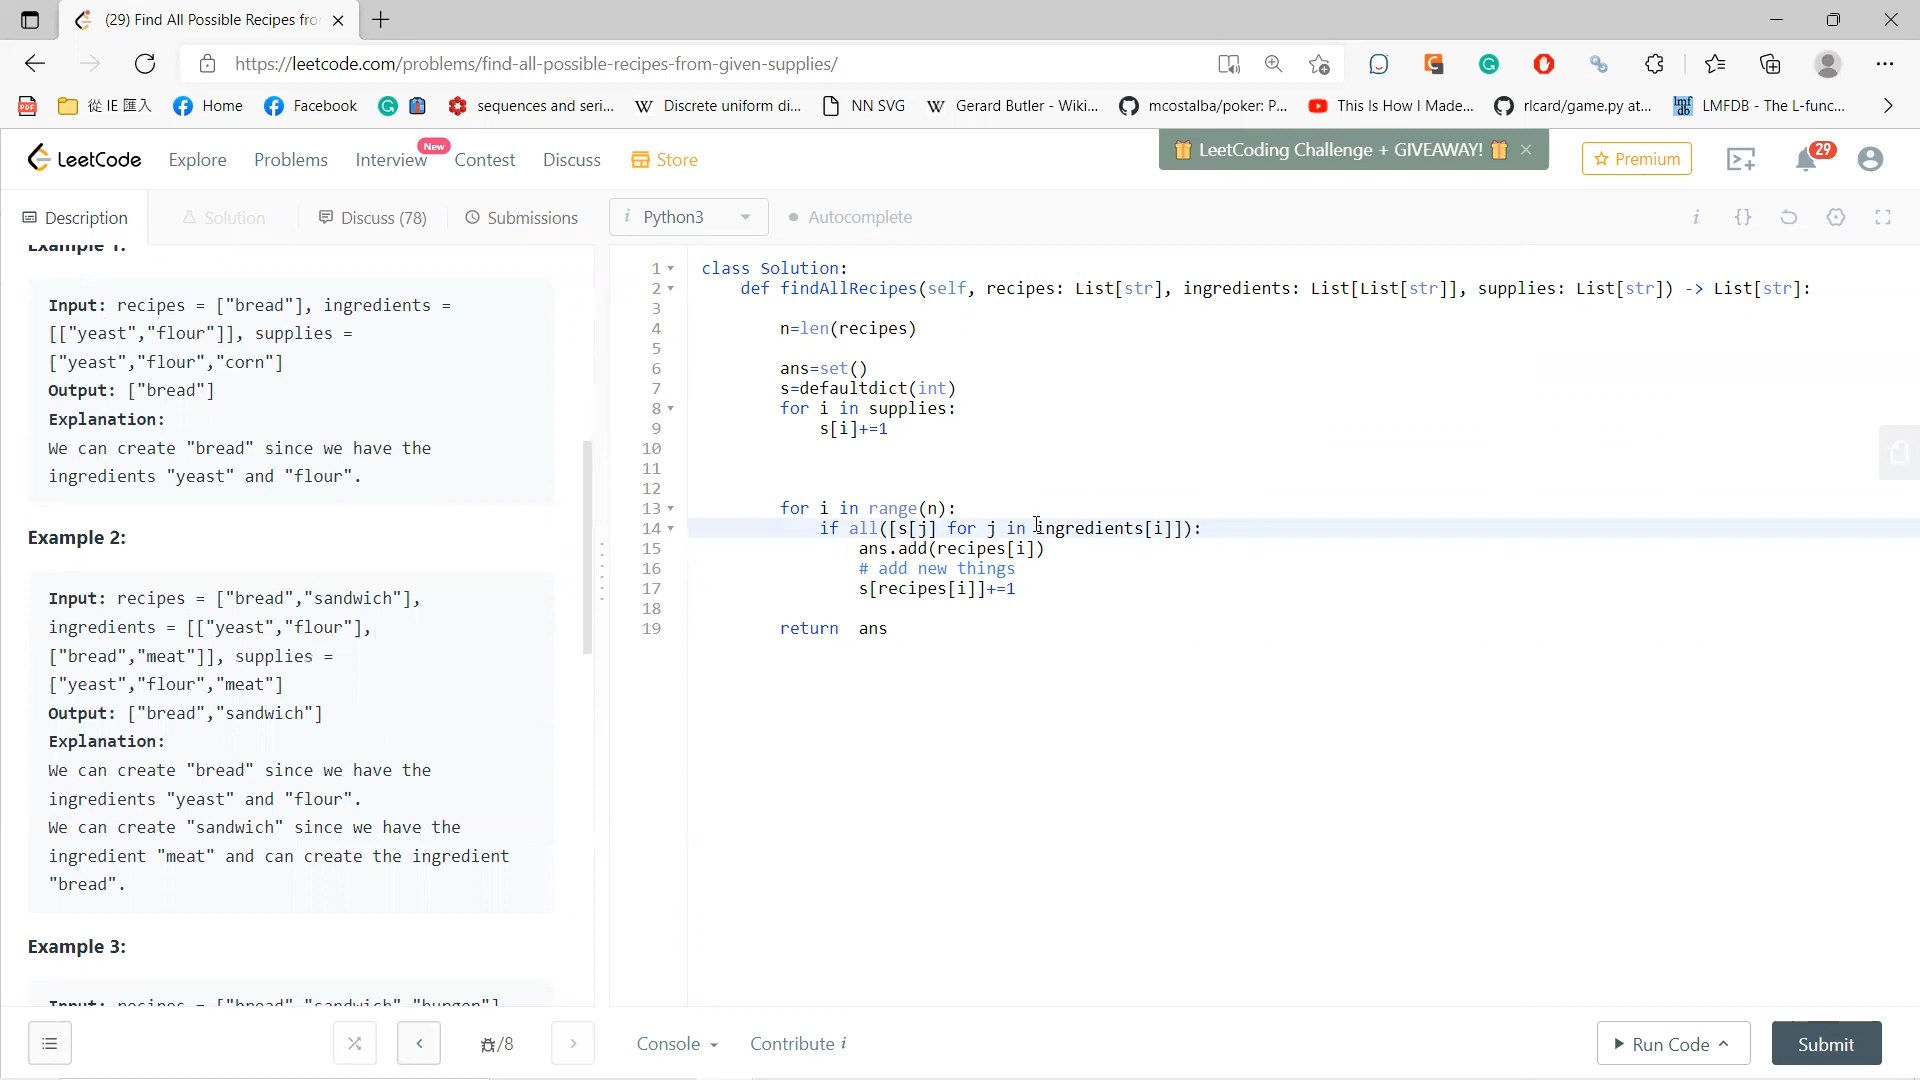 (29) Find All Possible Recipes fro
https://leetcode.com/problems/find-all-possible-recipes-from-given-supplies/
PDF 從 IE 匯入 Home Facebook sequences and seri... Discrete uniform di... NN SVG Gerard Butler - Wiki... mcostalba/poker: P... This Is How I Made... rlcard/game.py at... LMFDB - The L-func...
LeetCode Explore Problems Interview New Contest Discuss Store LeetCoding Challenge + GIVEAWAY! Premium 29
Description Solution Discuss (78) Submissions i Python3 Autocomplete
Example 1:
Input: recipes = ["bread"], ingredients =
[["yeast","flour"]], supplies =
["yeast","flour","corn"]
Output: ["bread"]
Explanation:
We can create "bread" since we have the
ingredients "yeast" and "flour".
Example 2:
Input: recipes = ["bread","sandwich"],
ingredients = [["yeast","flour"],
["bread","meat"]], supplies =
["yeast","flour","meat"]
Output: ["bread","sandwich"]
Explanation:
We can create "bread" since we have the
ingredients "yeast" and "flour".
We can create "sandwich" since we have the
ingredient "meat" and can create the ingredient
"bread".
Example 3:
Input: recipes = ["bread","sandwich","burger"]
1 class Solution:
2 def findAllRecipes(self, recipes: List[str], ingredients: List[List[str]], supplies: List[str]) -> List[str]:
3
4 n=len(recipes)
5
6 ans=set()
7 s=defaultdict(int)
8 for i in supplies:
9 s[i]+=1
10
11
12
13 for i in range(n):
14 if all([s[j] for j in ingredients[i]]):
15 ans.add(recipes[i])
16 # add new things
17 s[recipes[i]]+=1
18
19 return  ans
/8 Console Contribute i Run Code Submit